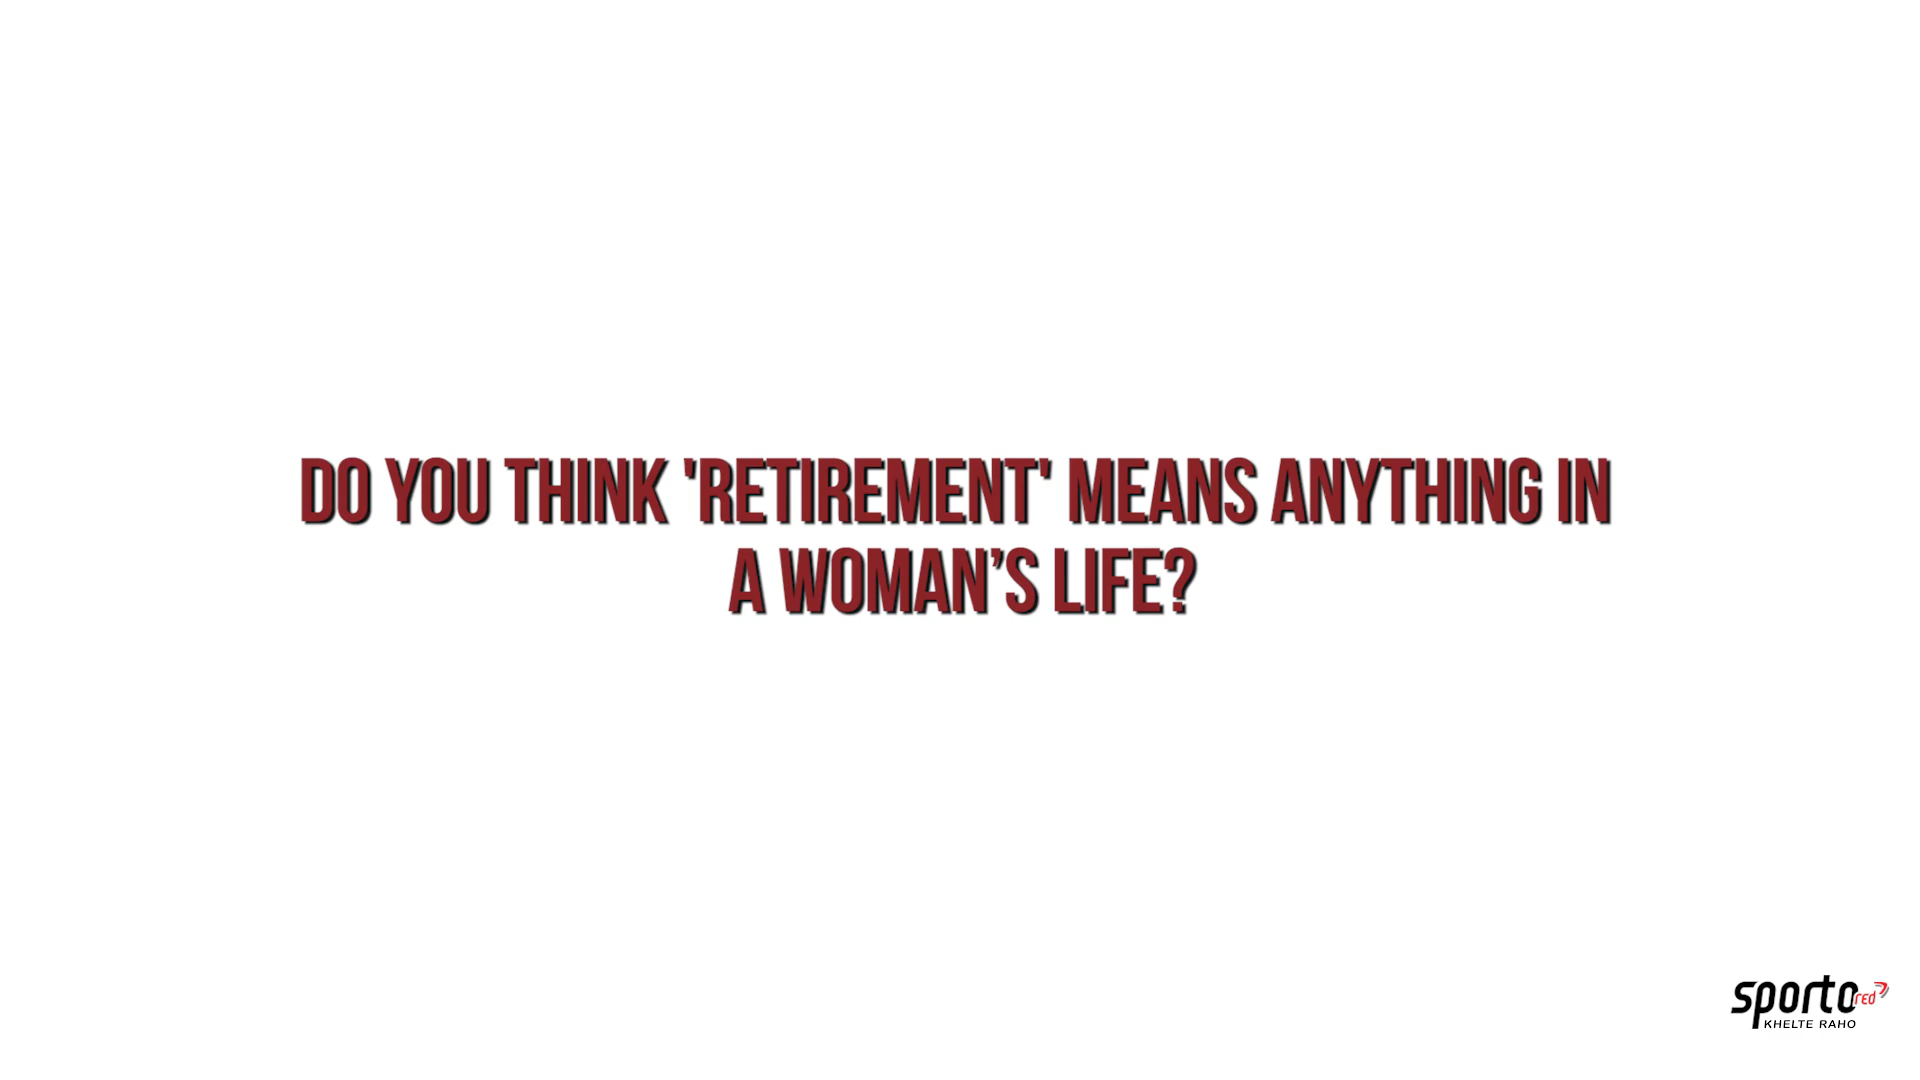 DO YOU THINK 'RETIREMENT' MEANS ANYTHING IN
A WOMAN’S LIFE?
sporto red
KHELTE RAHO